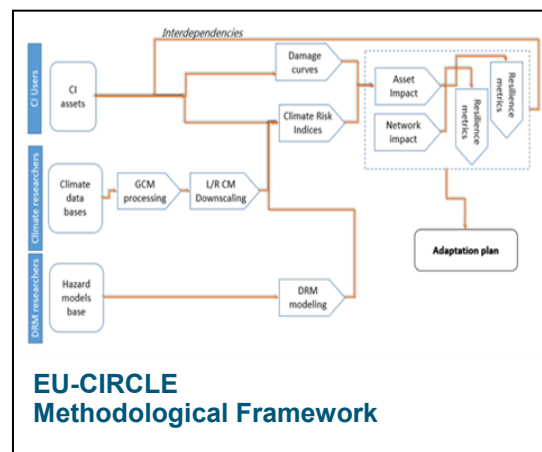 Interdependencies
CI Users
CI
assets
Damage
curves
Climate Risk
Indices
Asset
Impact
Network
impact
Resilience
metrics
Resilience
metrics
Climate researchers
Climate
data
bases
GCM
processing
L/R CM
Downscaling
Adaptation plan
DRM researchers
Hazard
models
base
DRM
modeling
EU-CIRCLE
Methodological Framework